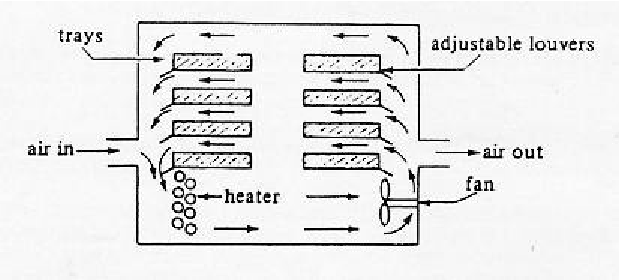 trays
adjustable louvers
air in
air out
heater
fan